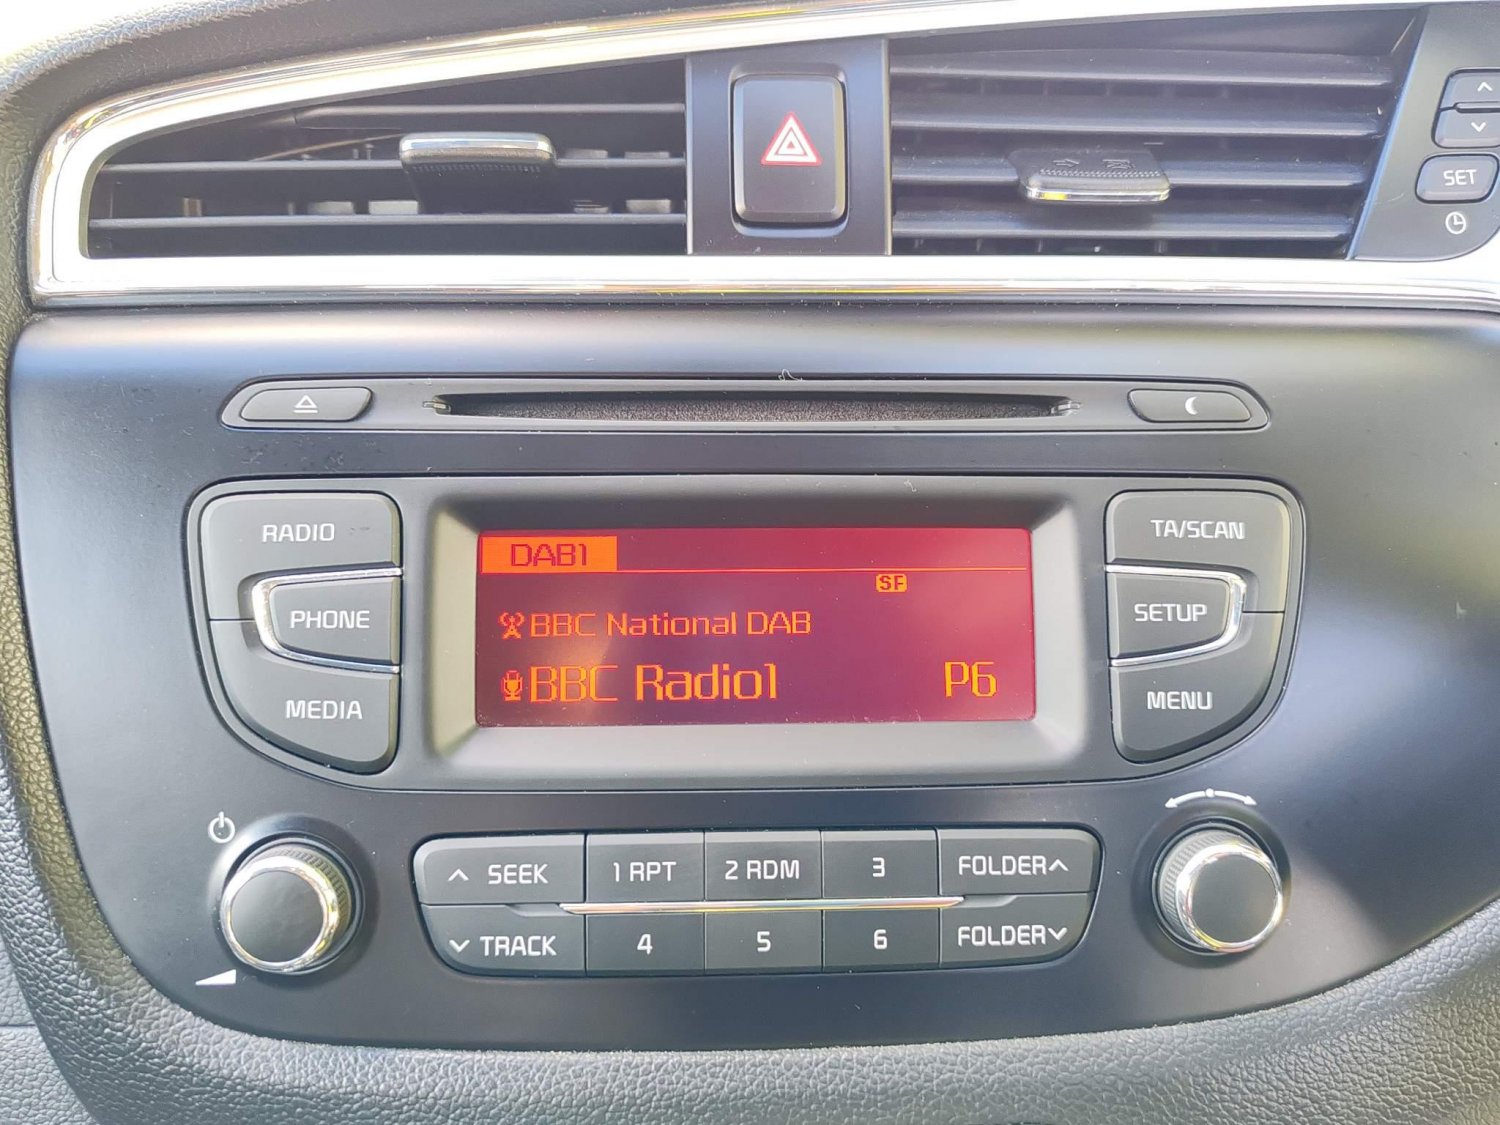 SET
RADIO
PHONE
MEDIA
DAB1
SF
BBC National DAB
BBC Radio1 P6
TA/SCAN
SETUP
MENU
SEEK
1 RPT
2 RDM
3
FOLDER
TRACK
4
5
6
FOLDER